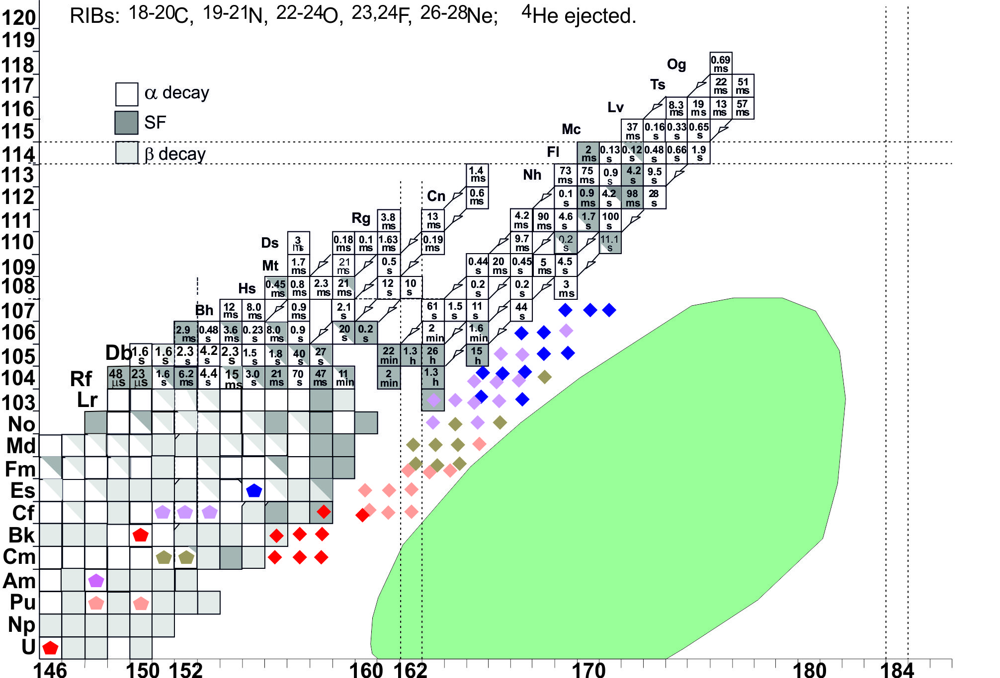 RIBs: 18-20C, 19-21N, 22-24O, 23,24F, 26-28Ne; 4He ejected.
120
119
118 Og 0.69 ms
117 Ts 22 ms 51 ms
α decay
116 Lv 8.3 ms 19 ms 13 ms 57 ms
SF
115 Mc 37 ms 0.16 s 0.33 s 0.65 s
β decay
114 Fl 2 ms 0.13 s 0.12 s 0.48 s 0.66 s 1.9 s
113 1.4 ms Nh 73 ms 75 ms 0.9 s 4.2 s 9.5 s
112 Cn 0.6 ms 0.1 s 0.9 ms 4.2 s 98 ms 28 s
111 Rg 3.8 ms 13 ms 4.2 ms 90 ms 4.6 s 1.7 s 100 s
110 Ds 3 ms 0.18 ms 0.1 ms 1.63 ms 0.19 ms 9.7 ms 0.2 s 11.1 s
109 Mt 1.7 ms 21 ms 0.5 s 0.44 s 20 ms 0.45 s 5 ms 4.5 s
108 Hs 0.45 ms 0.8 ms 2.3 ms 21 ms 12 s 10 s 0.2 s 0.2 s 3 ms
107 Bh 12 ms 8.0 ms 0.9 ms 2.1 s 61 s 1.5 s 11 s 44 s
106 2.9 ms 0.48 s 3.6 ms 0.23 s 8.0 ms 0.9 s 20 s 0.2 s 2 min 1.6 min
105 Db 1.6 s 1.6 s 2.3 s 4.2 s 2.3 s 1.5 s 1.8 s 40 s 27 s 22 min 1.3 h 26 h 15 h
104 Rf 48 μs 23 μs 1.6 s 6.2 ms 4.4 s 15 ms 3.0 s 21 ms 70 s 47 ms 11 min 2 min 1.3 h
103 Lr
No
Md
Fm
Es
Cf
Bk
Cm
Am
Pu
Np
U
146 150 152 160 162 170 180 184